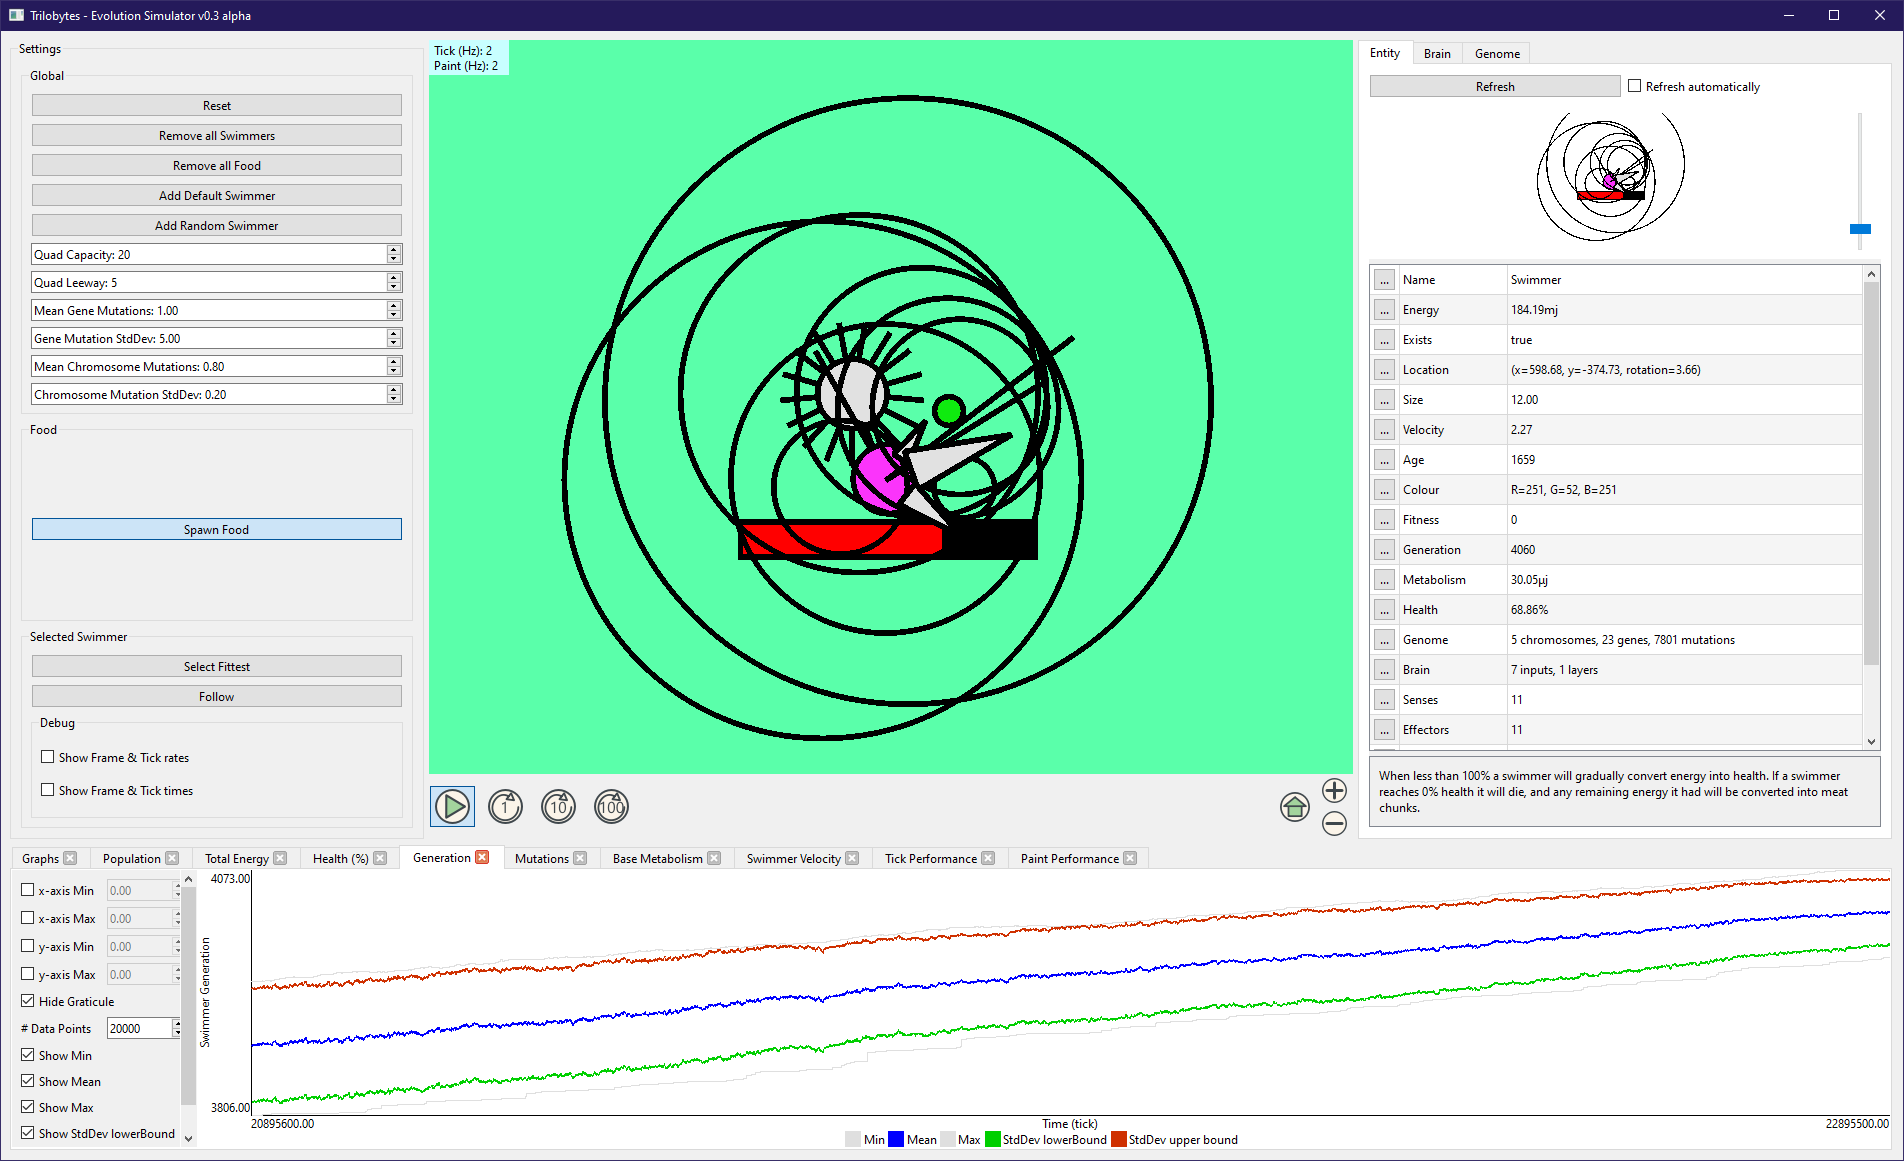 Trilobytes - Evolution Simulator v0.3 alpha
Settings
Global
Reset
Remove all Swimmers
Remove all Food
Add Default Swimmer
Add Random Swimmer
Quad Capacity: 20
Quad Leeway: 5
Mean Gene Mutations: 1.00
Gene Mutation StdDev: 5.00
Mean Chromosome Mutations: 0.80
Chromosome Mutation StdDev: 0.20
Food
Spawn Food
Selected Swimmer
Select Fittest
Follow
Debug
Show Frame & Tick rates
Show Frame & Tick times
Tick (Hz): 2
Paint (Hz): 2
1
10
100
Entity Brain Genome
Refresh Refresh automatically
... Name Swimmer
... Energy 184.19mj
... Exists true
... Location (x=598.68, y=-374.73, rotation=3.66)
... Size 12.00
... Velocity 2.27
... Age 1659
... Colour R=251, G=52, B=251
... Fitness 0
... Generation 4060
... Metabolism 30.05µj
... Health 68.86%
... Genome 5 chromosomes, 23 genes, 7801 mutations
... Brain 7 inputs, 1 layers
... Senses 11
... Effectors 11
When less than 100% a swimmer will gradually convert energy into health. If a swimmer
reaches 0% health it will die, and any remaining energy it had will be converted into meat
chunks.
Graphs Population Total Energy Health (%) Generation Mutations Base Metabolism Swimmer Velocity Tick Performance Paint Performance
x-axis Min 0.00
x-axis Max 0.00
y-axis Min 0.00
y-axis Max 0.00
Hide Graticule
# Data Points 20000
Show Min
Show Mean
Show Max
Show StdDev lowerBound
4073.00
Swimmer Generation
3806.00
20895600.00 Time (tick) 22895500.00
Min Mean Max StdDev lowerBound StdDev upper bound